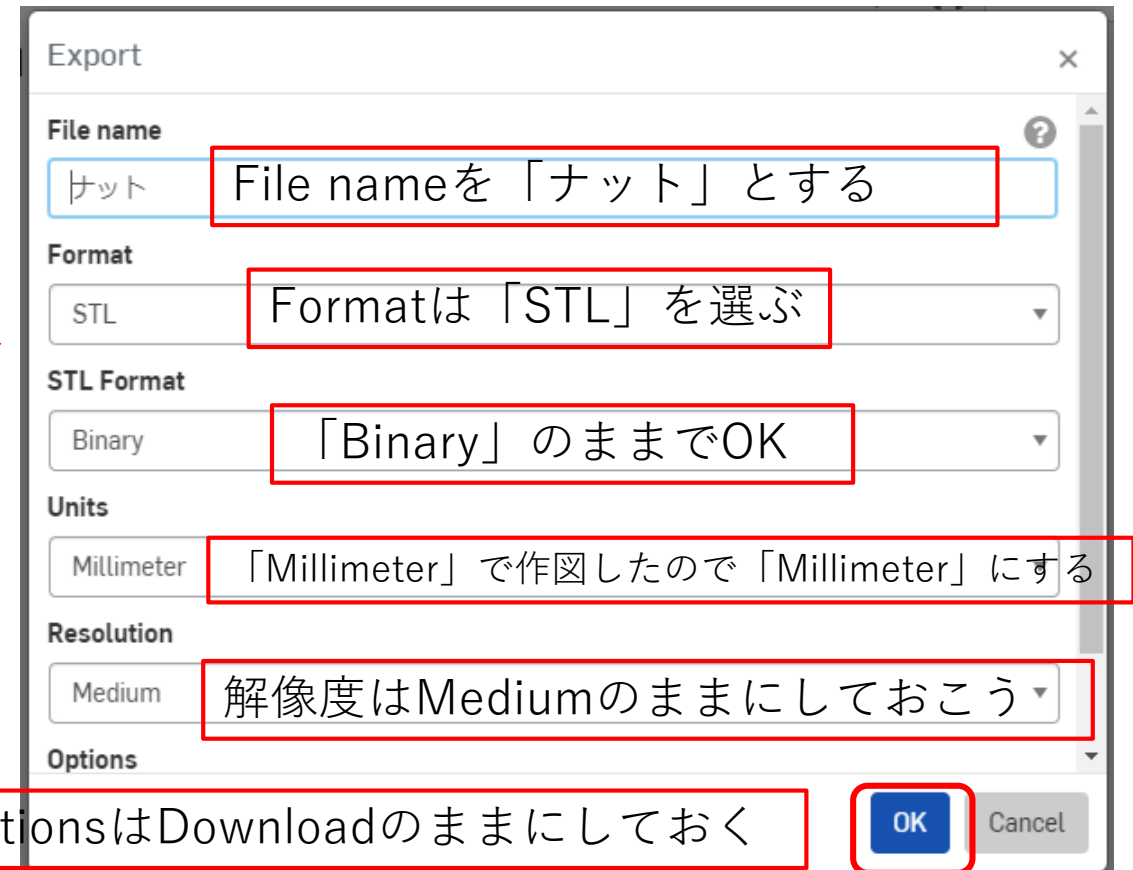 Export ×
File name
ナット
File nameを「ナット」とする
Format
STL
Formatは「STL」を選ぶ
STL Format
Binary
「Binary」のままでOK
Units
Millimeter
「Millimeter」で作図したので「Millimeter」にする
Resolution
Medium
解像度はMediumのままにしておこう
Options
tionsはDownloadのままにしておく
OK Cancel